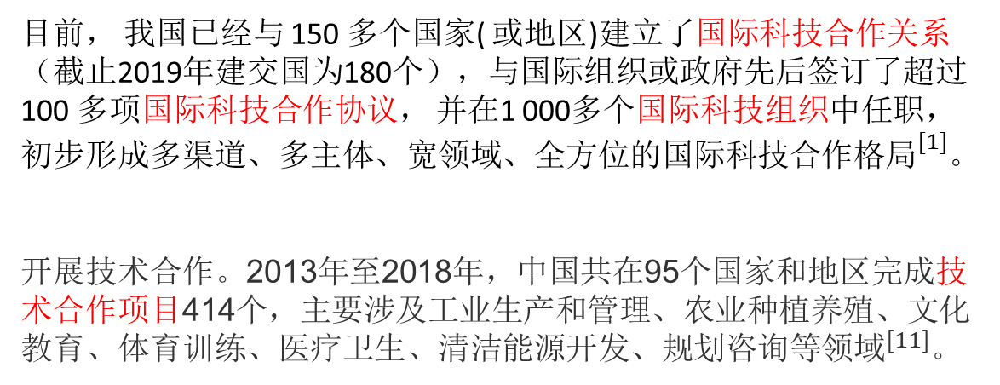 目前， 我国已经与 150 多个国家( 或地区)建立了国际科技合作关系
（截止2019年建交国为180个），与国际组织或政府先后签订了超过
100 多项国际科技合作协议， 并在1 000多个国际科技组织中任职，
初步形成多渠道、多主体、宽领域、全方位的国际科技合作格局[1]。
开展技术合作。2013年至2018年，中国共在95个国家和地区完成技
术合作项目414个，主要涉及工业生产和管理、农业种植养殖、文化
教育、体育训练、医疗卫生、清洁能源开发、规划咨询等领域[11]。